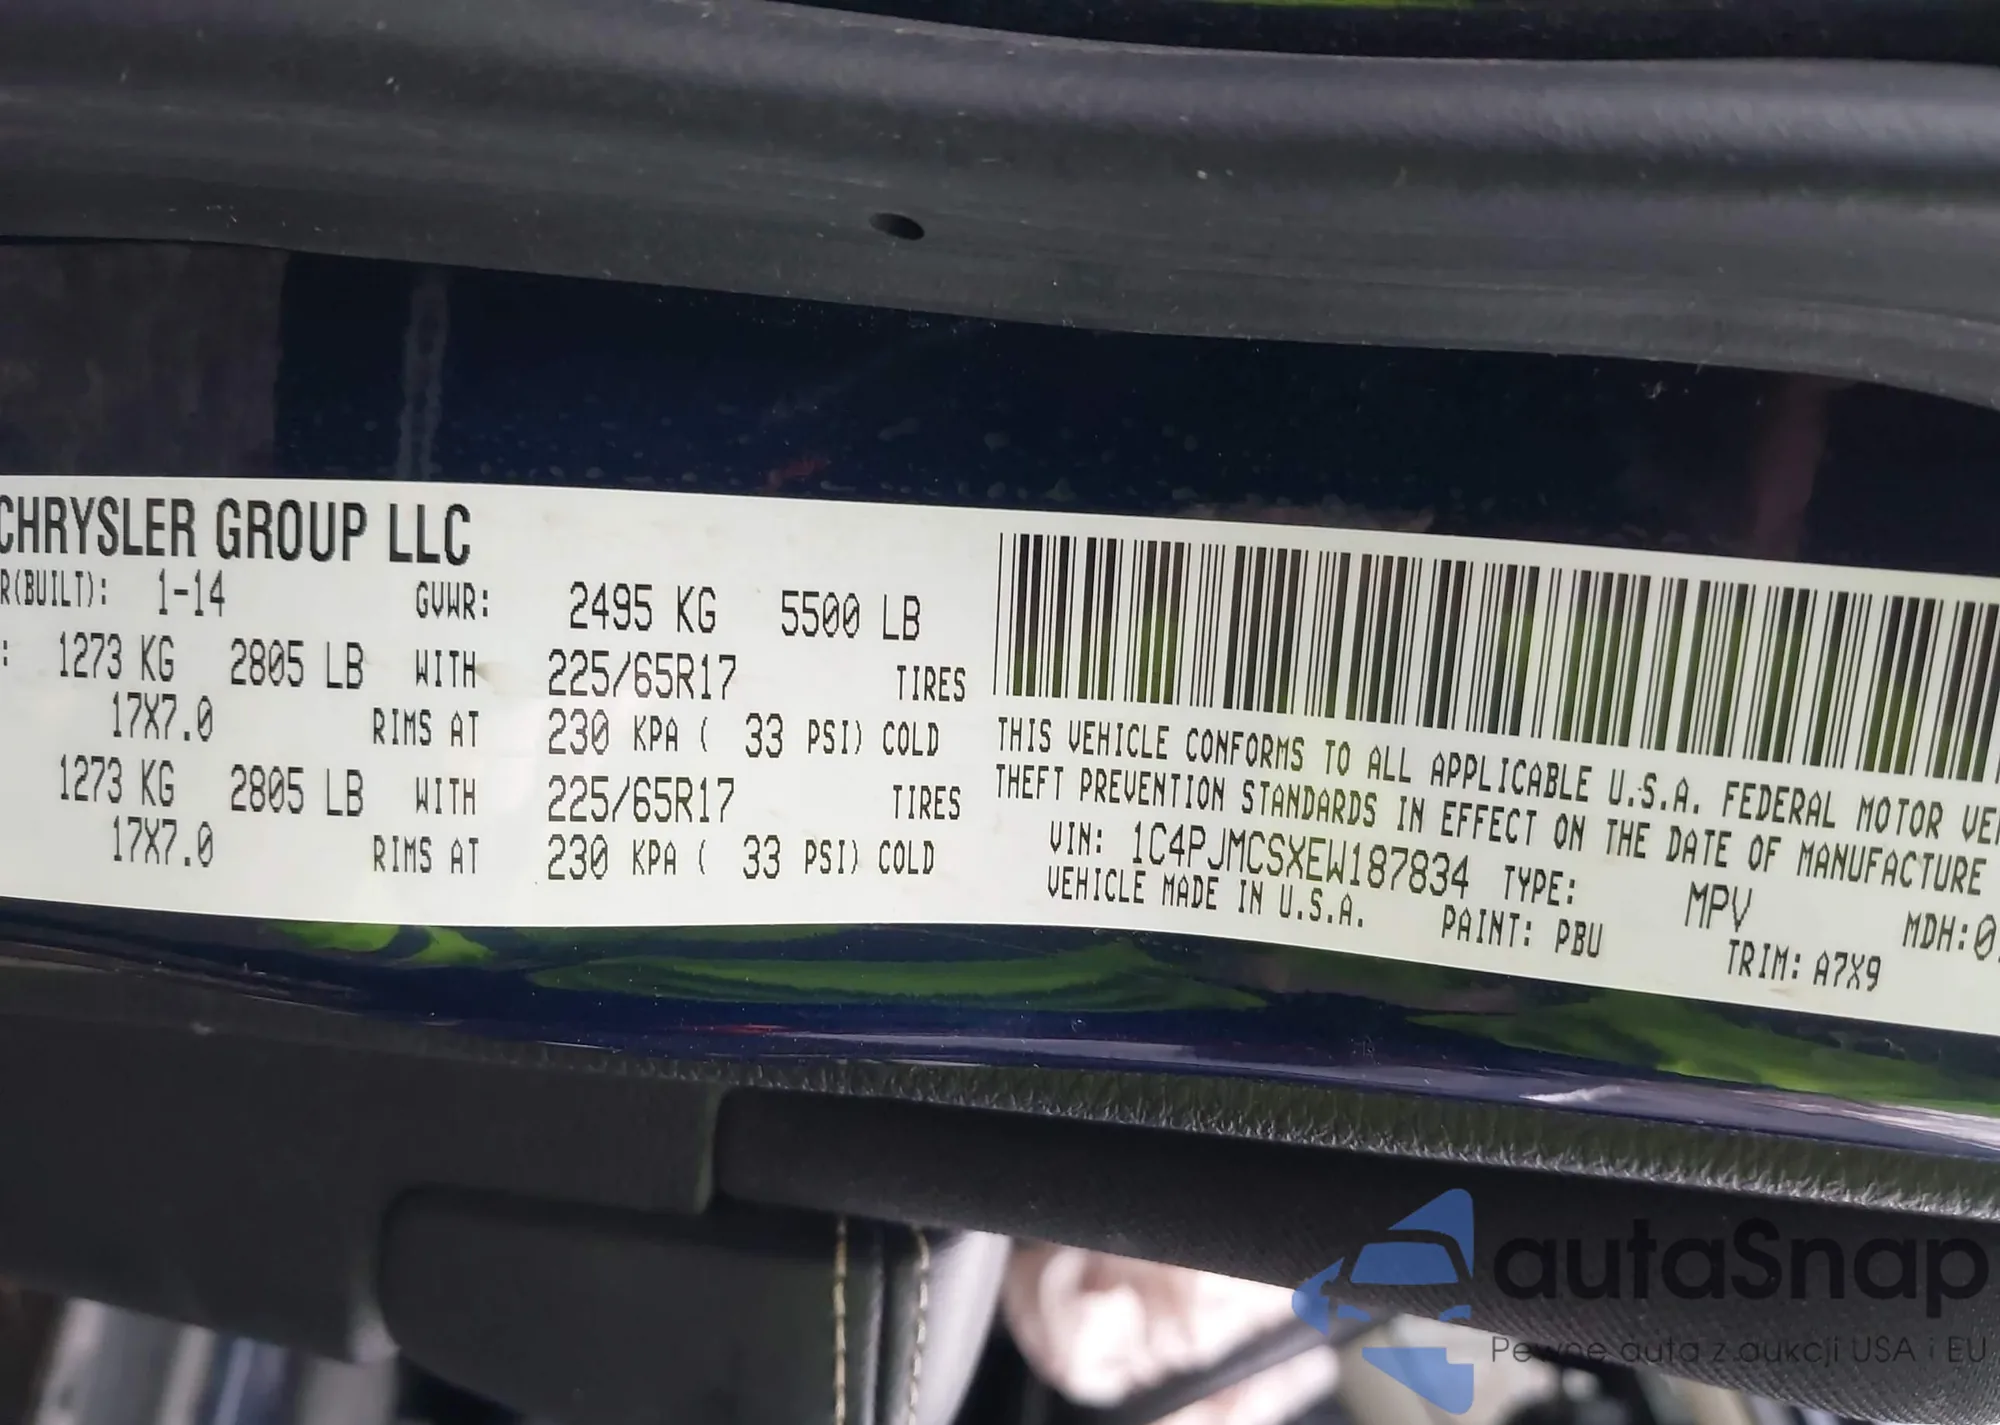 CHRYSLER GROUP LLC
R(BUILT): 1-14 GVWR: 2495 KG 5500 LB
: 1273 KG 2805 LB WITH 225/65R17 TIRES
17X7.0 RIMS AT 230 KPA ( 33 PSI) COLD
1273 KG 2805 LB WITH 225/65R17 TIRES
17X7.0 RIMS AT 230 KPA ( 33 PSI) COLD
THIS VEHICLE CONFORMS TO ALL APPLICABLE U.S.A. FEDERAL MOTOR VE
THEFT PREVENTION STANDARDS IN EFFECT ON THE DATE OF MANUFACTURE
VIN: 1C4PJMCSXEW187834 TYPE: MPV MDH:0
VEHICLE MADE IN U.S.A. PAINT: PBU TRIM: A7X9
autaSnap
Pewne auta z aukcji USA i EU